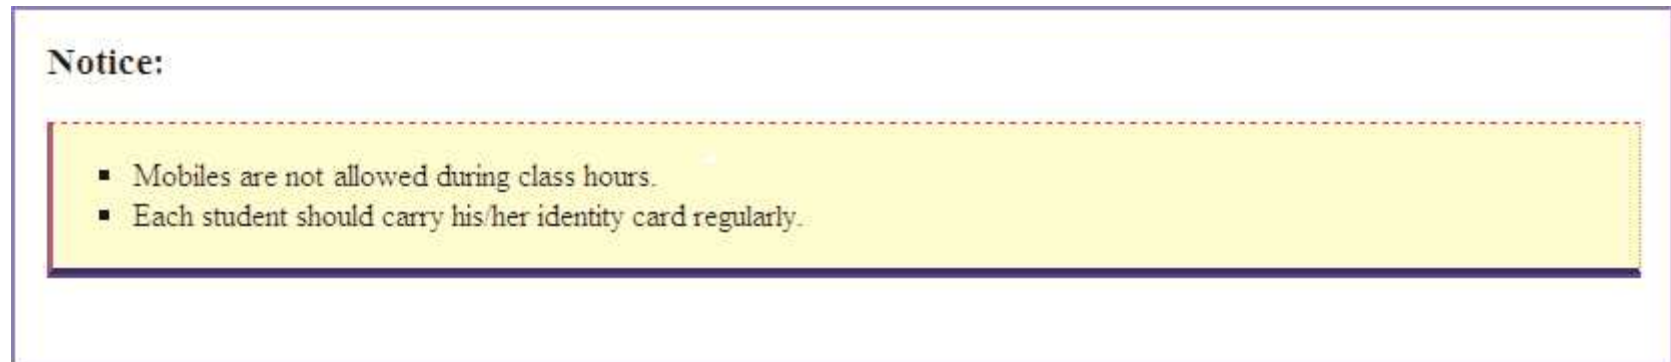 Notice:
Mobiles are not allowed during class hours.
Each student should carry his/her identity card regularly.